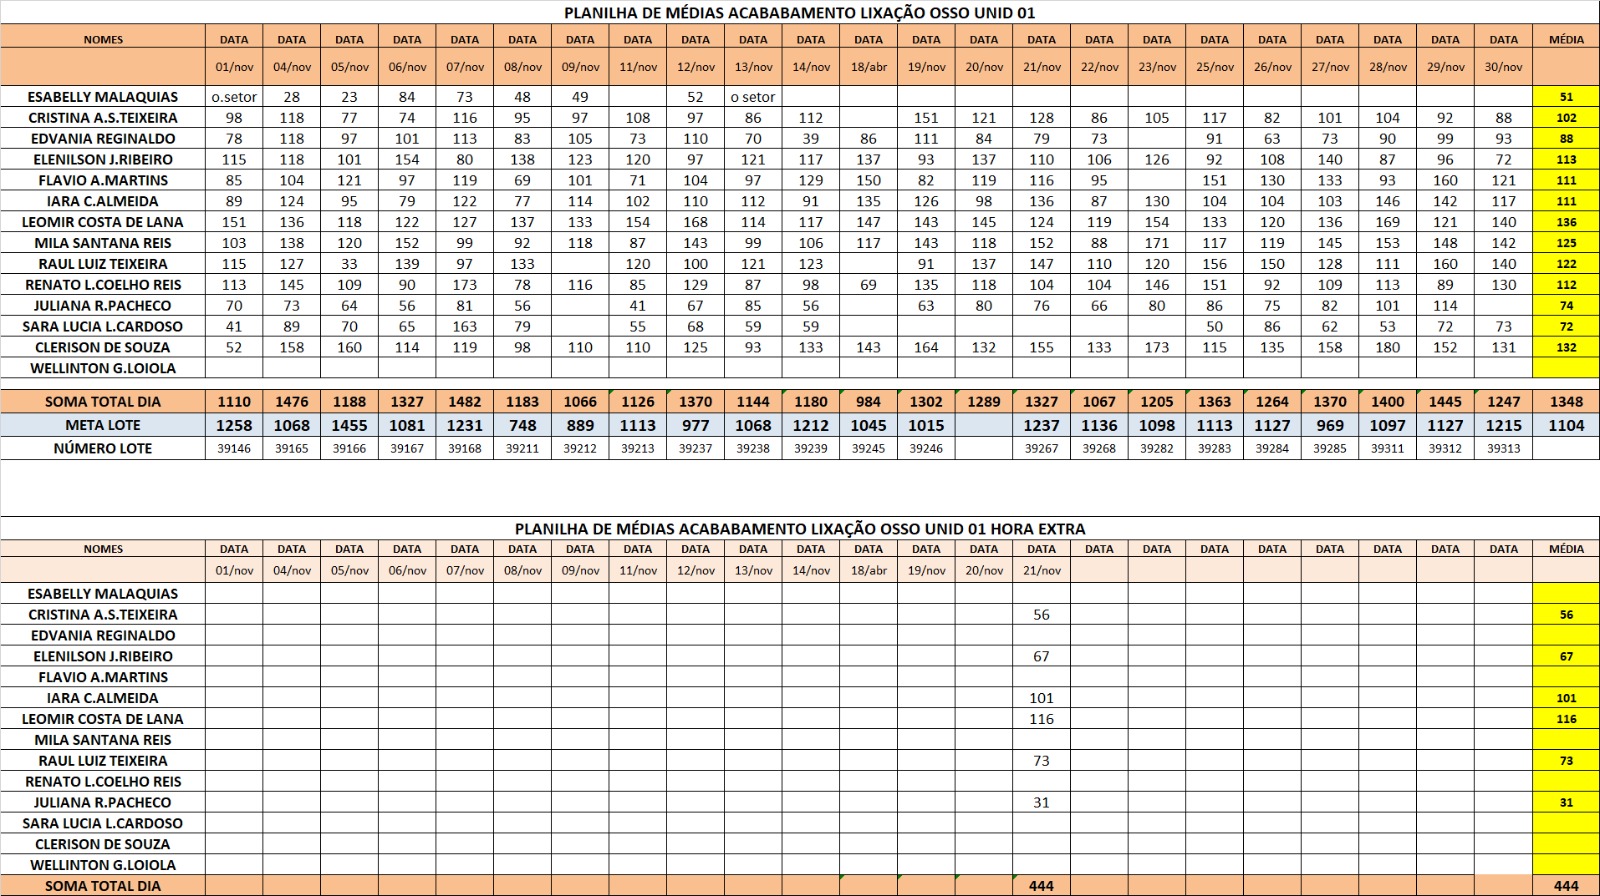 PLANILHA DE MÉDIAS ACABABAMENTO LIXAÇÃO OSSO UNID 01
NOMES DATA DATA DATA DATA DATA DATA DATA DATA DATA DATA DATA DATA DATA DATA DATA DATA DATA DATA DATA DATA DATA DATA DATA MÉDIA
01/nov 04/nov 05/nov 06/nov 07/nov 08/nov 09/nov 11/nov 12/nov 13/nov 14/nov 18/abr 19/nov 20/nov 21/nov 22/nov 23/nov 25/nov 26/nov 27/nov 28/nov 29/nov 30/nov
ESABELLY MALAQUIAS o.setor 28 23 84 73 48 49 52 o setor 51
CRISTINA A.S.TEIXEIRA 98 118 77 74 116 95 97 108 97 86 112 151 121 128 86 105 117 82 101 104 92 88 102
EDVANIA REGINALDO 78 118 97 101 113 83 105 73 110 70 39 86 111 84 79 73 91 63 73 90 99 93 88
ELENILSON J.RIBEIRO 115 118 101 154 80 138 123 120 97 121 117 137 93 137 110 106 126 92 108 140 87 96 72 113
FLAVIO A.MARTINS 85 104 121 97 119 69 101 71 104 97 129 150 82 119 116 95 151 130 133 93 160 121 111
IARA C.ALMEIDA 89 124 95 79 122 77 114 102 110 112 91 135 126 98 136 87 130 104 104 103 146 142 117 111
LEOMIR COSTA DE LANA 151 136 118 122 127 137 133 154 168 114 117 147 143 145 124 119 154 133 120 136 169 121 140 136
MILA SANTANA REIS 103 138 120 152 99 92 118 87 143 99 106 117 143 118 152 88 171 117 119 145 153 148 142 125
RAUL LUIZ TEIXEIRA 115 127 33 139 97 133 120 100 121 123 91 137 147 110 120 156 150 128 111 160 140 122
RENATO L.COELHO REIS 113 145 109 90 173 78 116 85 129 87 98 69 135 118 104 104 146 151 92 109 113 89 130 112
JULIANA R.PACHECO 70 73 64 56 81 56 41 67 85 56 63 80 76 66 80 86 75 82 101 114 74
SARA LUCIA L.CARDOSO 41 89 70 65 163 79 55 68 59 59 50 86 62 53 72 73 72
CLERISON DE SOUZA 52 158 160 114 119 98 110 110 125 93 133 143 164 132 155 133 173 115 135 158 180 152 131 132
WELLINTON G.LOIOLA
SOMA TOTAL DIA 1110 1476 1188 1327 1482 1183 1066 1126 1370 1144 1180 984 1302 1289 1327 1067 1205 1363 1264 1370 1400 1445 1247 1348
META LOTE 1258 1068 1455 1081 1231 748 889 1113 977 1068 1212 1045 1015 1237 1136 1098 1113 1127 969 1097 1127 1215 1104
NÚMERO LOTE 39146 39165 39166 39167 39168 39211 39212 39213 39237 39238 39239 39245 39246 39267 39268 39282 39283 39284 39285 39311 39312 39313
PLANILHA DE MÉDIAS ACABABAMENTO LIXAÇÃO OSSO UNID 01 HORA EXTRA
NOMES DATA DATA DATA DATA DATA DATA DATA DATA DATA DATA DATA DATA DATA DATA DATA DATA DATA DATA DATA DATA DATA DATA DATA MÉDIA
01/nov 04/nov 05/nov 06/nov 07/nov 08/nov 09/nov 11/nov 12/nov 13/nov 14/nov 18/abr 19/nov 20/nov 21/nov
ESABELLY MALAQUIAS
CRISTINA A.S.TEIXEIRA 56 56
EDVANIA REGINALDO
ELENILSON J.RIBEIRO 67 67
FLAVIO A.MARTINS
IARA C.ALMEIDA 101 101
LEOMIR COSTA DE LANA 116 116
MILA SANTANA REIS
RAUL LUIZ TEIXEIRA 73 73
RENATO L.COELHO REIS
JULIANA R.PACHECO 31 31
SARA LUCIA L.CARDOSO
CLERISON DE SOUZA
WELLINTON G.LOIOLA
SOMA TOTAL DIA 444 444